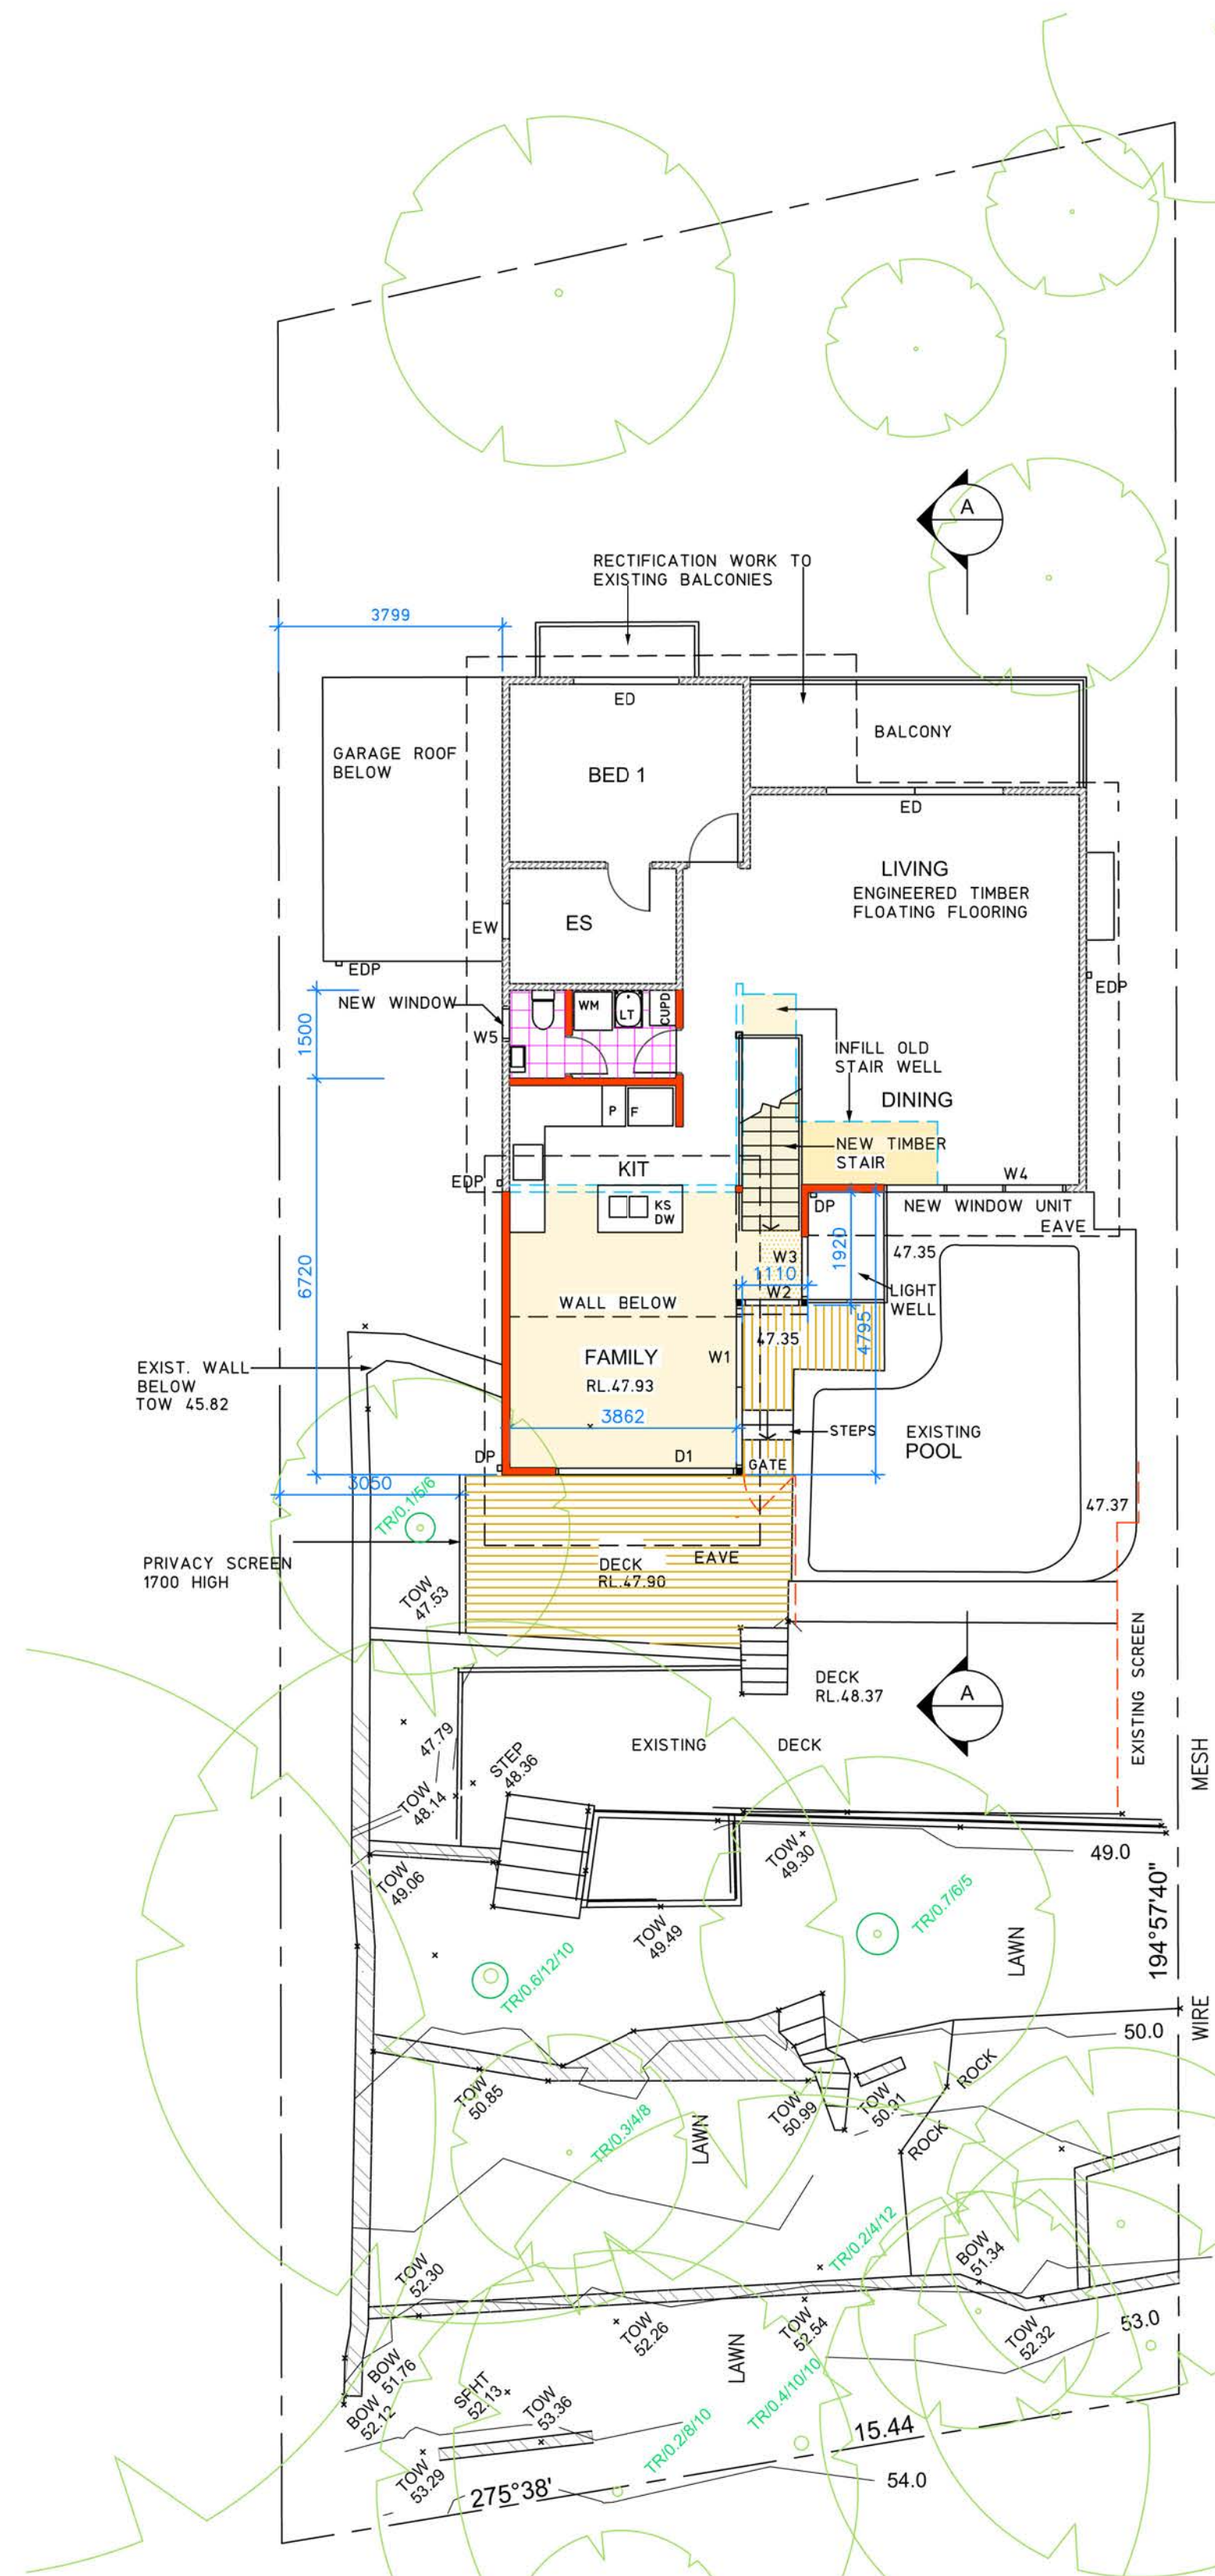 A
RECTIFICATION WORK TO
EXISTING BALCONIES
3799
ED
GARAGE ROOF
BELOW
BED 1
BALCONY
ED
LIVING
ENGINEERED TIMBER
FLOATING FLOORING
EW
ES
EDP
EDP
NEW WINDOW
WM
LT
CUPD
W5
1500
INFILL OLD
STAIR WELL
DINING
P
F
NEW TIMBER
STAIR
KIT
EDP
W4
KS
DW
DP
NEW WINDOW UNIT
EAVE
1920
47.35
W3
1110
W2
LIGHT
WELL
6720
WALL BELOW
47.35
4795
FAMILY
W1
RL.47.93
EXIST. WALL
BELOW
TOW 45.82
3862
STEPS
EXISTING
POOL
DP
D1
GATE
3050
47.37
TR/0.1/5/6
PRIVACY SCREEN
1700 HIGH
DECK
RL.47.90
EAVE
TOW
47.53
EXISTING SCREEN
DECK
RL.48.37
A
47.79
STEP
48.36
EXISTING DECK
MESH
TOW
48.14
TOW
49.30
49.0
TOW
49.06
TR/0.7/6/5
194°57'40"
TOW
49.49
LAWN
TR/0.6/12/10
WIRE
50.0
ROCK
TOW
50.85
TOW
50.99
TOW
50.91
TR/0.3/4/8
LAWN
ROCK
TR/0.2/4/12
BOW
51.34
TOW
52.30
TOW
52.26
TOW
52.54
TOW
52.32
53.0
LAWN
BOW
51.76
BOW
52.12
SPHT
52.13
TOW
53.36
TR/0.4/10/10
TR/0.2/8/10
15.44
TOW
53.29
275°38'
54.0